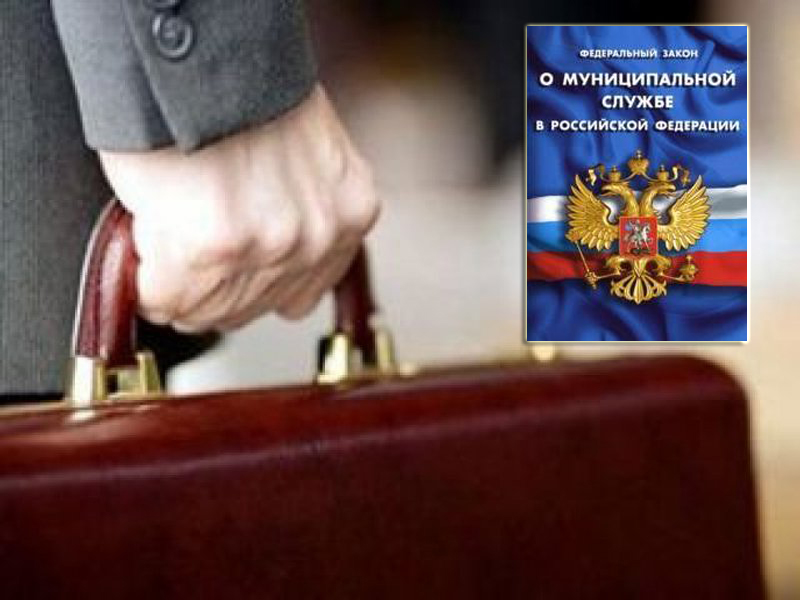 ФЕДЕРАЛЬНЫЙ ЗАКОН
О МУНИЦИПАЛЬНОЙ
СЛУЖБЕ
В РОССИЙСКОЙ ФЕДЕРАЦИИ